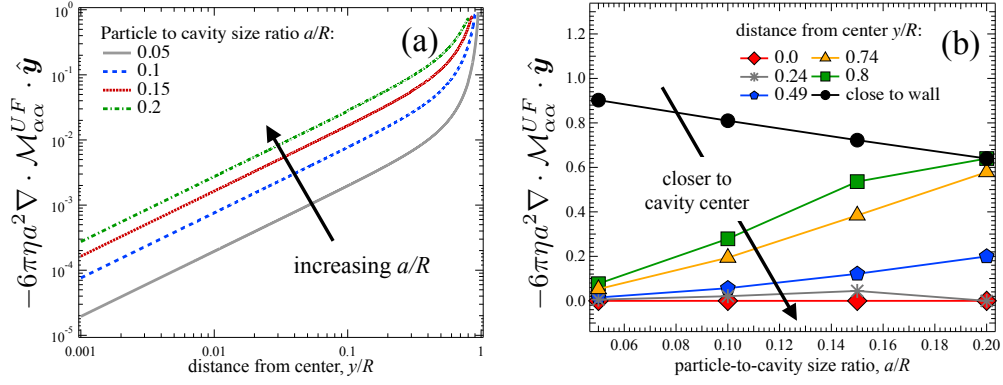 (a)
Particle to cavity size ratio a/R:
0.05
0.1
0.15
0.2
increasing a/R
10⁰
10⁻¹
10⁻²
10⁻³
10⁻⁴
10⁻⁵
0.001
0.01
0.1
1
distance from center, y/R
−6πηa²∇ · 𝓜ᵁᶠ_αα · ŷ
(b)
distance from center y/R:
0.0
0.24
0.49
0.74
0.8
close to wall
closer to
cavity center
1.2
1.0
0.8
0.6
0.4
0.2
0.0
0.06
0.08
0.10
0.12
0.14
0.16
0.18
0.20
particle-to-cavity size ratio, a/R
−6πηa²∇ · 𝓜ᵁᶠ_αα · ŷ